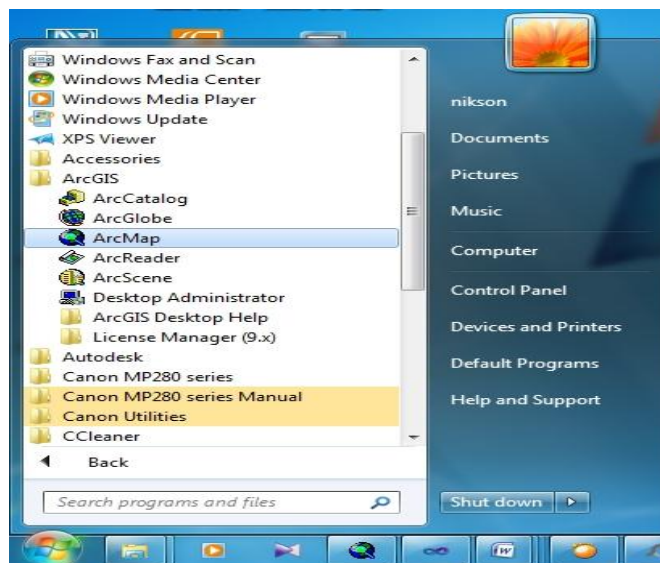 Windows Fax and Scan
Windows Media Center
Windows Media Player
Windows Update
XPS Viewer
Accessories
ArcGIS
ArcCatalog
ArcGlobe
ArcMap
ArcReader
ArcScene
Desktop Administrator
ArcGIS Desktop Help
License Manager (9.x)
Autodesk
Canon MP280 series
Canon MP280 series Manual
Canon Utilities
CCleaner
Back
Search programs and files
nikson
Documents
Pictures
Music
Computer
Control Panel
Devices and Printers
Default Programs
Help and Support
Shut down